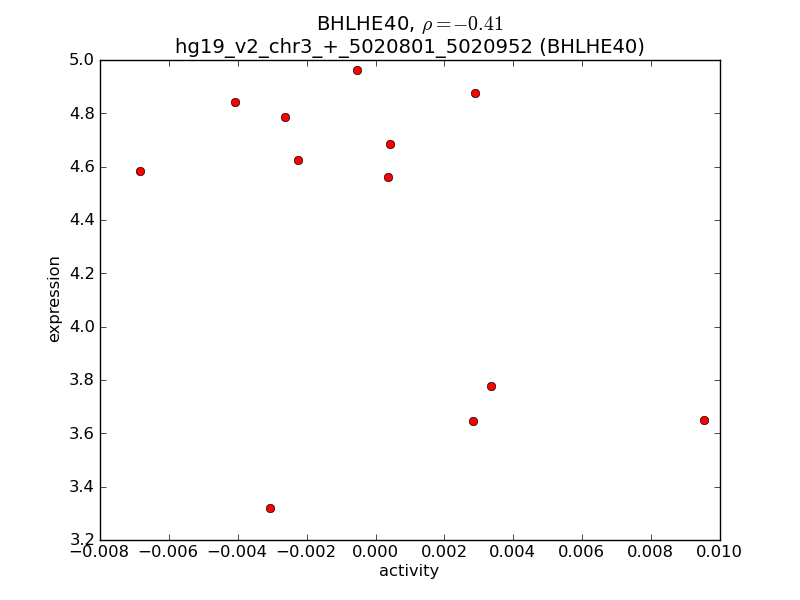 BHLHE40, ρ = −0.41
hg19_v2_chr3_+_5020801_5020952 (BHLHE40)
5.0
4.8
4.6
4.4
4.2
4.0
3.8
3.6
3.4
3.2
expression
−0.008 −0.006 −0.004 −0.002 0.000 0.002 0.004 0.006 0.008 0.010
activity